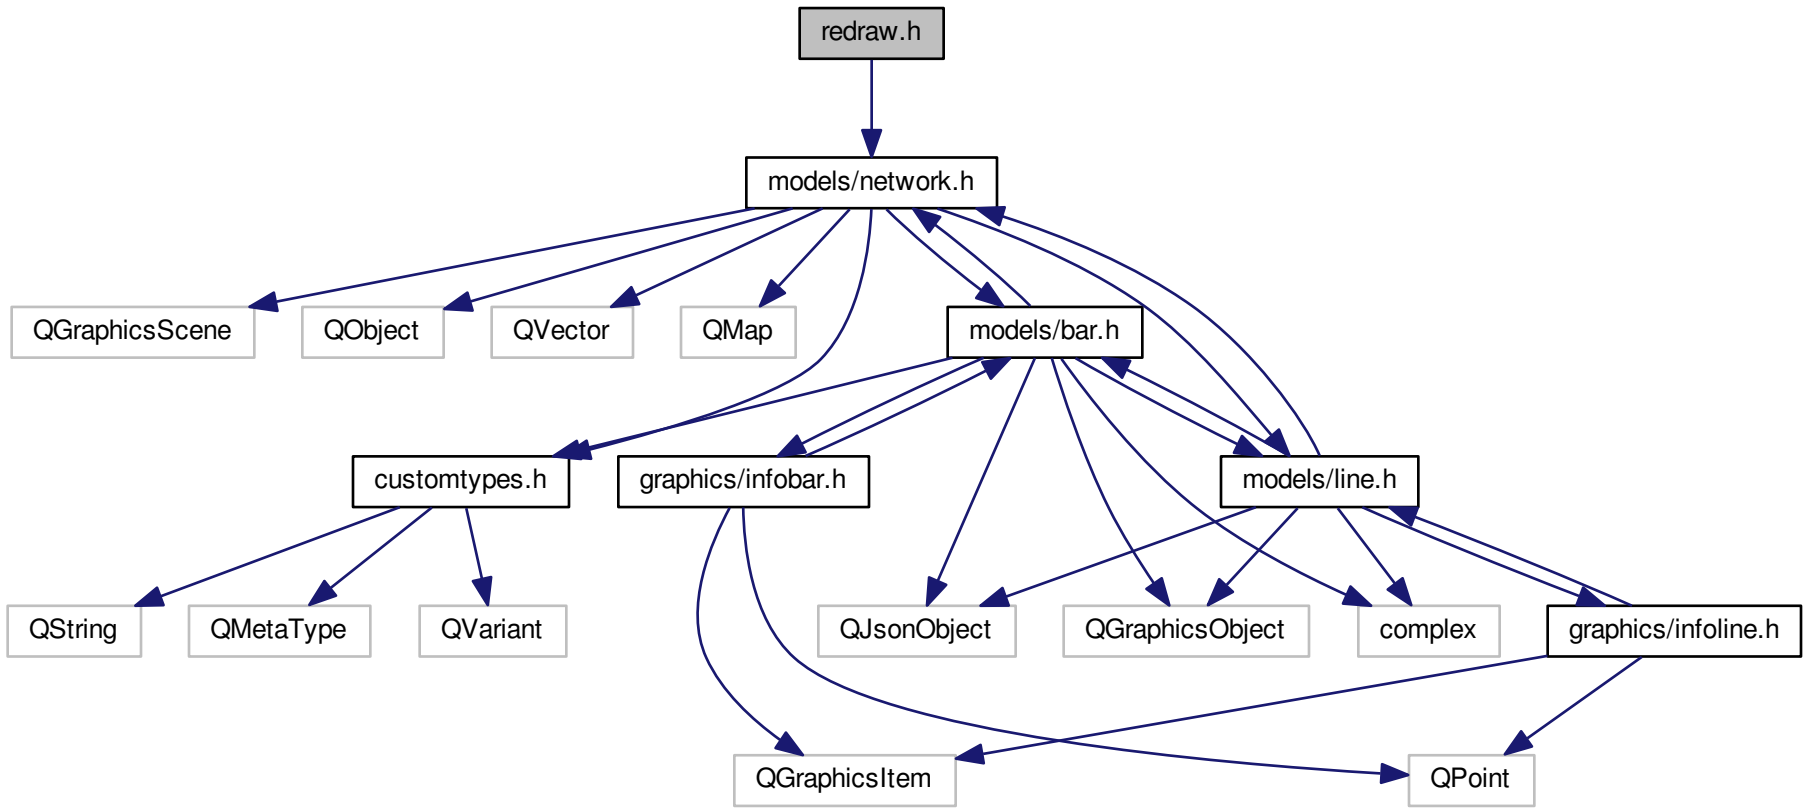 redraw.h
models/network.h
QGraphicsScene
QObject
QVector
QMap
models/bar.h
customtypes.h
graphics/infobar.h
models/line.h
QString
QMetaType
QVariant
QJsonObject
QGraphicsObject
complex
graphics/infoline.h
QGraphicsItem
QPoint